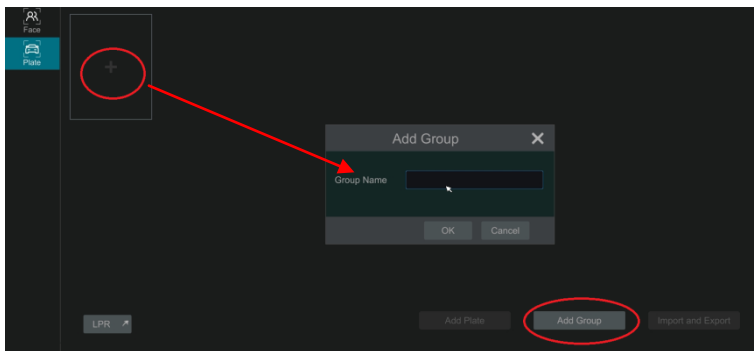 Face
Plate
Add Group
Group Name
OK Cancel
LPR
Add Plate Add Group Import and Export